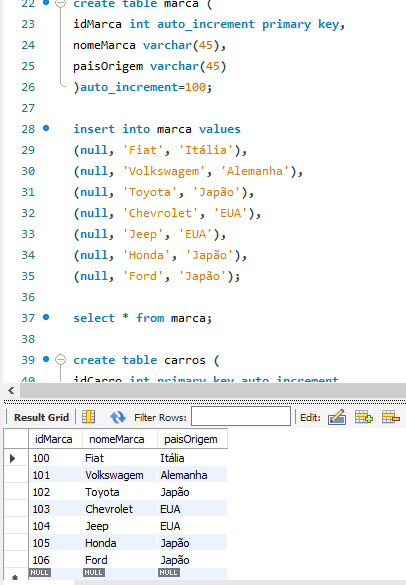 22 create table marca (
23 idMarca int auto_increment primary key,
24 nomeMarca varchar(45),
25 paisOrigem varchar(45)
26 )auto_increment=100;
27
28 insert into marca values
29 (null, 'Fiat', 'Itália'),
30 (null, 'Volkswagem', 'Alemanha'),
31 (null, 'Toyota', 'Japão'),
32 (null, 'Chevrolet', 'EUA'),
33 (null, 'Jeep', 'EUA'),
34 (null, 'Honda', 'Japão'),
35 (null, 'Ford', 'Japão');
36
37 select * from marca;
38
39 create table carros (
40 idCarro int primary key auto_increment
Result Grid Filter Rows: Edit:
idMarca nomeMarca paisOrigem
100 Fiat Itália
101 Volkswagem Alemanha
102 Toyota Japão
103 Chevrolet EUA
104 Jeep EUA
105 Honda Japão
106 Ford Japão
NULL NULL NULL